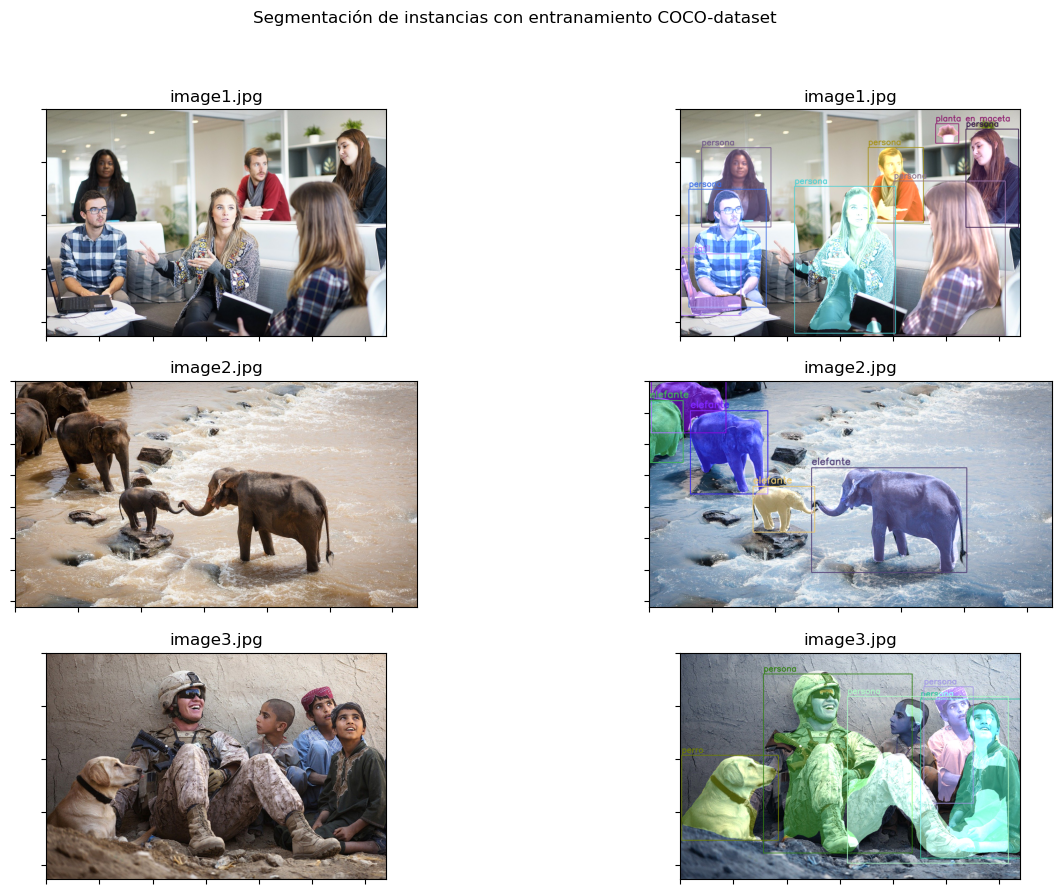 Segmentación de instancias con entranamiento COCO-dataset
image1.jpg
image1.jpg
planta en maceta
persona
persona
persona
persona
persona
persona
image2.jpg
image2.jpg
elefante
elefante
elefante
elefante
image3.jpg
image3.jpg
persona
persona
persona
persona
perro